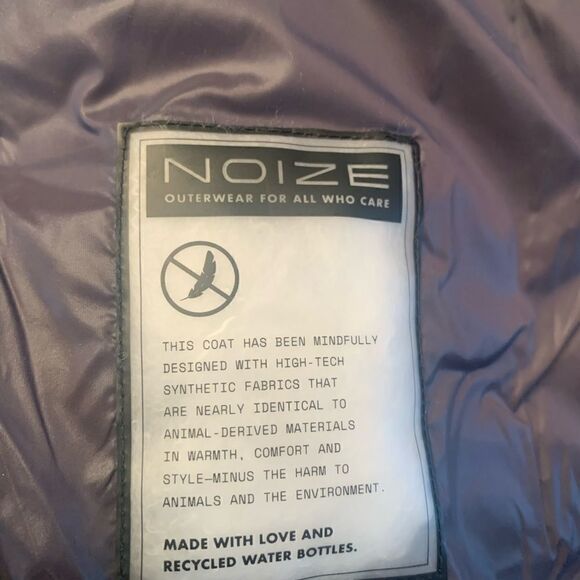 NOIZE
OUTERWEAR FOR ALL WHO CARE
THIS COAT HAS BEEN MINDFULLY
DESIGNED WITH HIGH-TECH
SYNTHETIC FABRICS THAT
ARE NEARLY IDENTICAL TO
ANIMAL-DERIVED MATERIALS
IN WARMTH, COMFORT AND
STYLE—MINUS THE HARM TO
ANIMALS AND THE ENVIRONMENT.
MADE WITH LOVE AND
RECYCLED WATER BOTTLES.